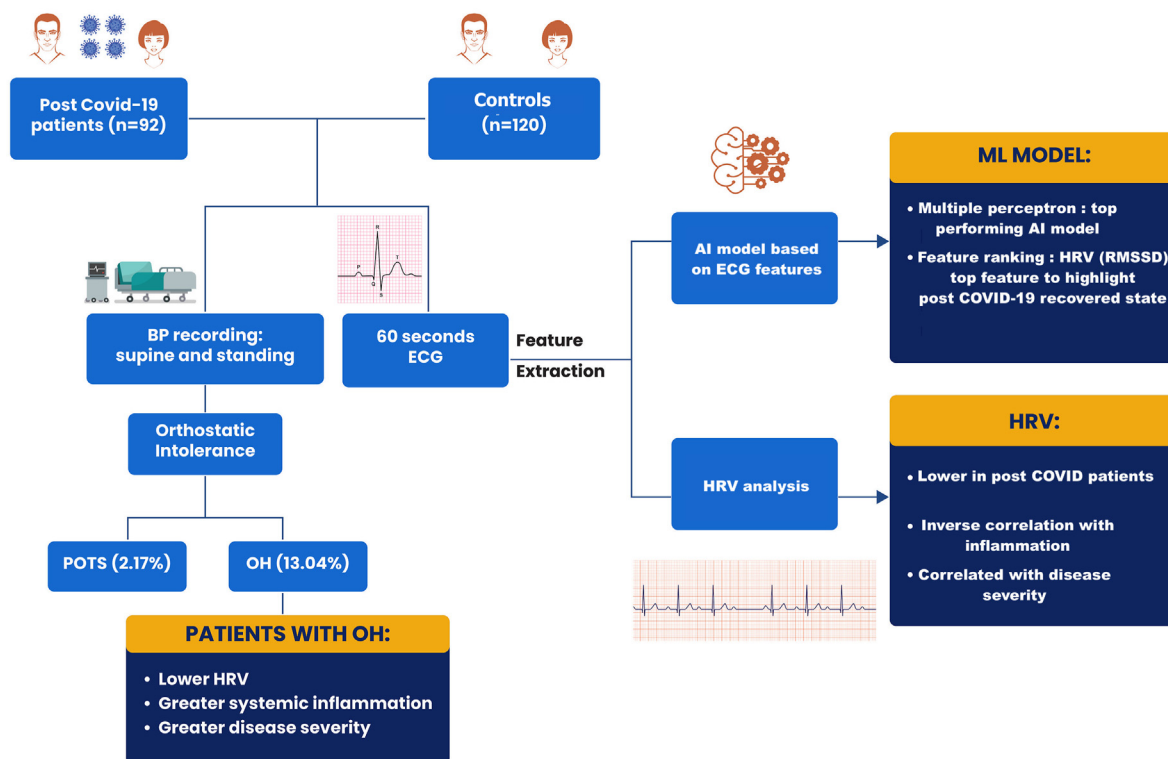 Post Covid-19
patients (n=92)
Controls
(n=120)
P
R
Q
S
T
BP recording:
supine and standing
60 seconds
ECG
Feature
Extraction
Orthostatic
Intolerance
POTS (2.17%)
OH (13.04%)
PATIENTS WITH OH:
• Lower HRV
• Greater systemic inflammation
• Greater disease severity
AI model based
on ECG features
HRV analysis
ML MODEL:
• Multiple perceptron : top
performing AI model
• Feature ranking : HRV (RMSSD)
top feature to highlight
post COVID-19 recovered state
HRV:
• Lower in post COVID patients
• Inverse correlation with
inflammation
• Correlated with disease
severity